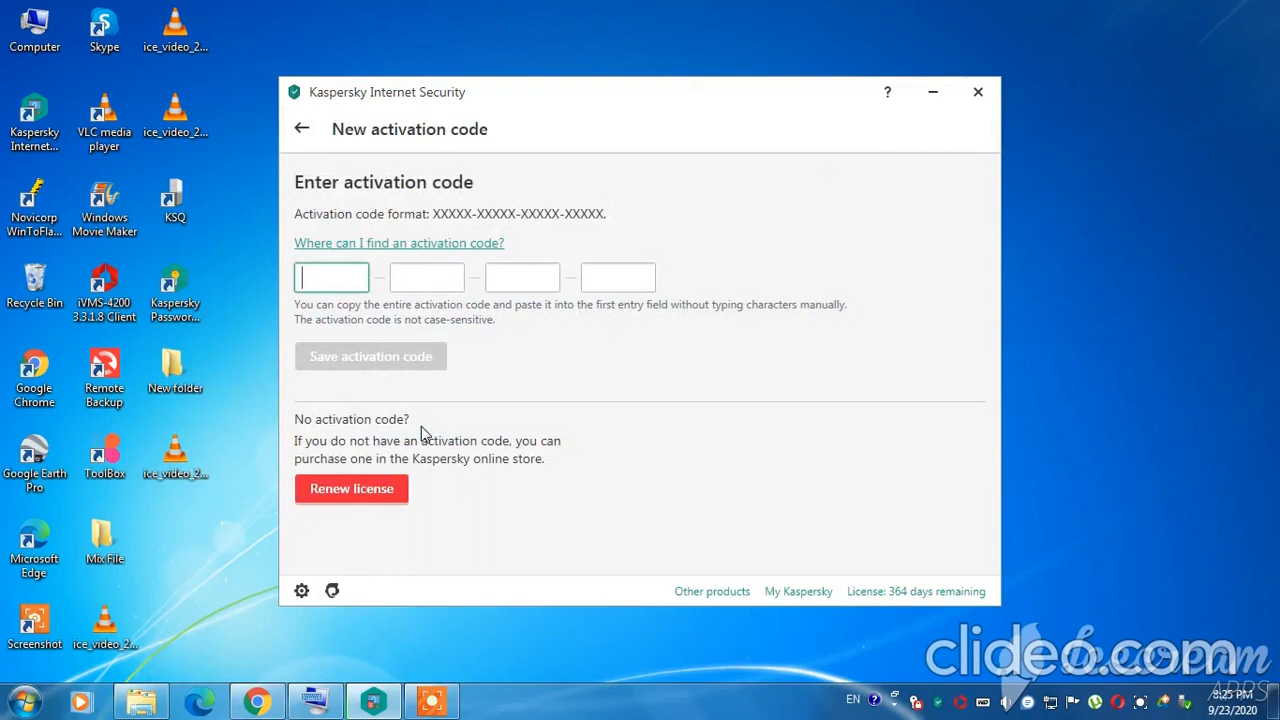 Computer
Skype
ice_video_2...
Kaspersky
Internet...
VLC media
player
ice_video_2...
Novicorp
WinToFla...
Windows
Movie Maker
KSQ
Recycle Bin
iVMS-4200
3.3.1.8 Client
Kaspersky
Passwor...
Google
Chrome
Remote
Backup
New folder
Google Earth
Pro
ToolBox
ice_video_2...
Microsoft
Edge
Mix File
Screenshot
ice_video_2...
Kaspersky Internet Security
?
New activation code
Enter activation code
Activation code format: XXXXX-XXXXX-XXXXX-XXXXX.
Where can I find an activation code?
You can copy the entire activation code and paste it into the first entry field without typing characters manually.
The activation code is not case-sensitive.
Save activation code
No activation code?
If you do not have an activation code, you can
purchase one in the Kaspersky online store.
Renew license
Other products
My Kaspersky
License: 364 days remaining
clideo.com
Icecream
APPS
EN
8:25 PM
9/23/2020